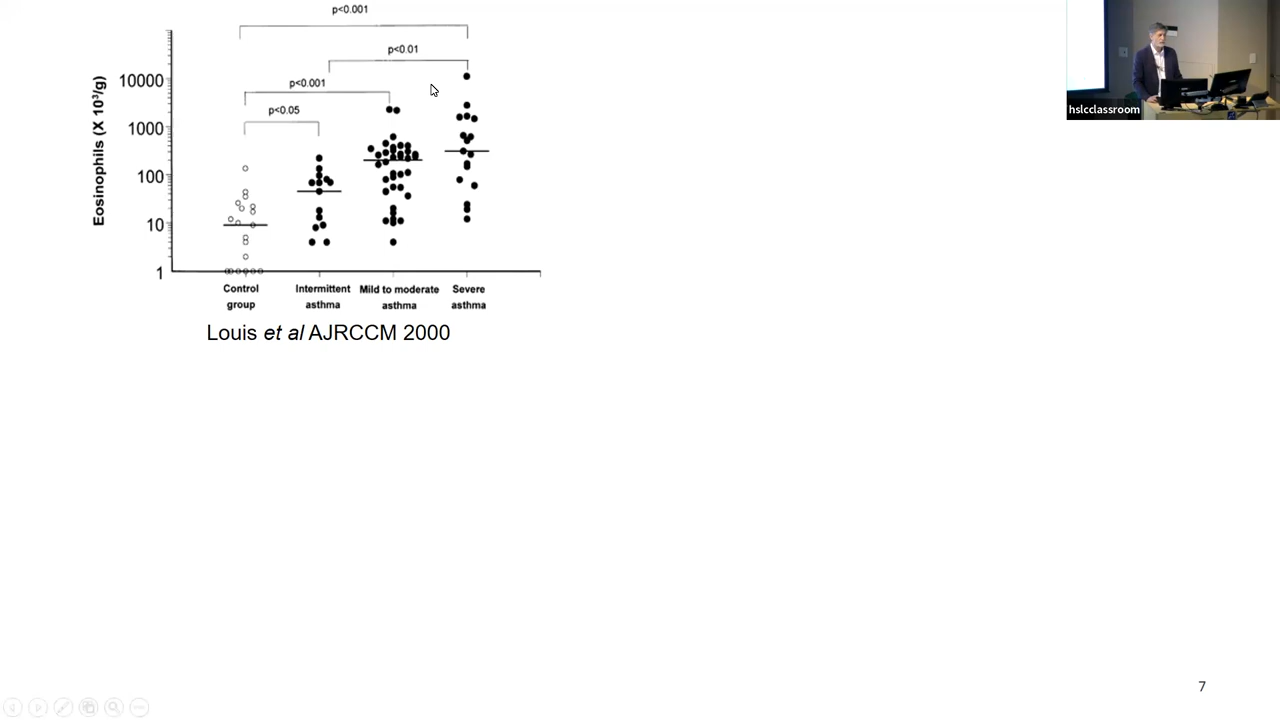 p<0.001
p<0.01
p<0.001
p<0.05
Eosinophils (X 10³/g)
10000
1000
100
10
1
Control group
Intermittent asthma
Mild to moderate asthma
Severe asthma
Louis et al AJRCCM 2000
hslcclassroom
7